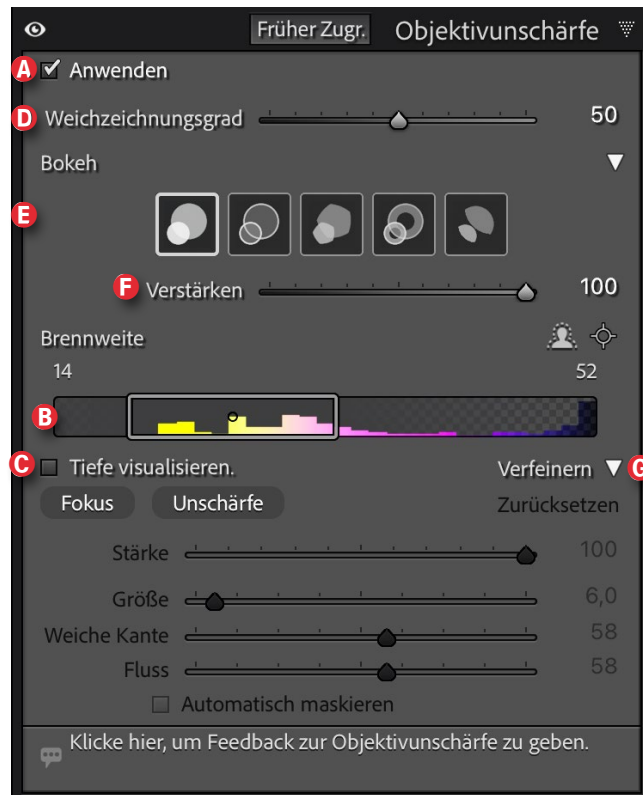 Früher Zugr. Objektivunschärfe
A Anwenden
D Weichzeichnungsgrad 50
Bokeh
E
F Verstärken 100
Brennweite
14 52
B
C Tiefe visualisieren. Verfeinern G
Fokus Unschärfe Zurücksetzen
Stärke 100
Größe 6,0
Weiche Kante 58
Fluss 58
Automatisch maskieren
Klicke hier, um Feedback zur Objektivunschärfe zu geben.